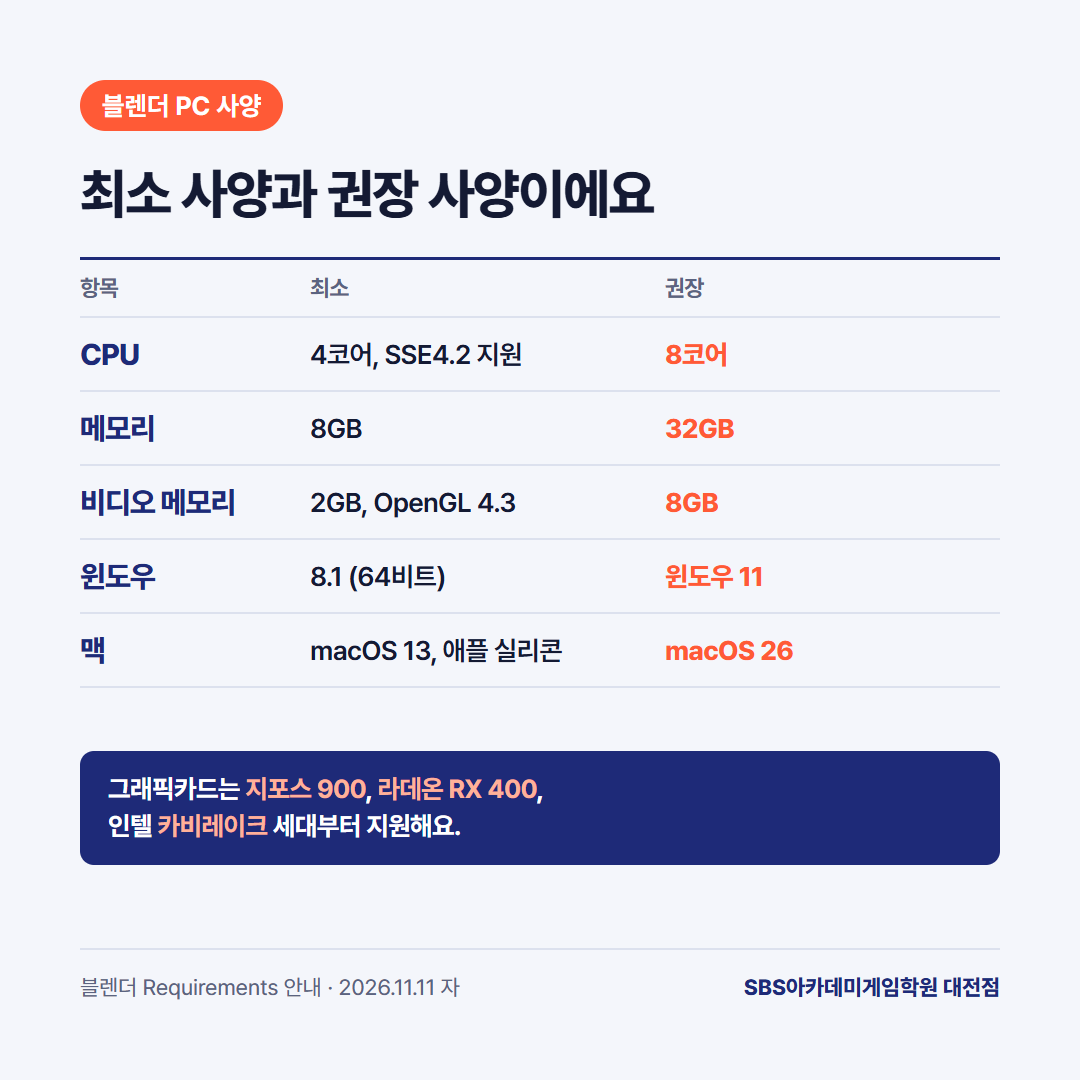 블렌더 PC 사양
최소 사양과 권장 사양이에요
항목 최소 권장
CPU 4코어, SSE4.2 지원 8코어
메모리 8GB 32GB
비디오 메모리 2GB, OpenGL 4.3 8GB
윈도우 8.1 (64비트) 윈도우 11
맥 macOS 13, 애플 실리콘 macOS 26
그래픽카드는 지포스 900, 라데온 RX 400,
인텔 카비레이크 세대부터 지원해요.
블렌더 Requirements 안내 · 2026.11.11 자 SBS아카데미게임학원 대전점